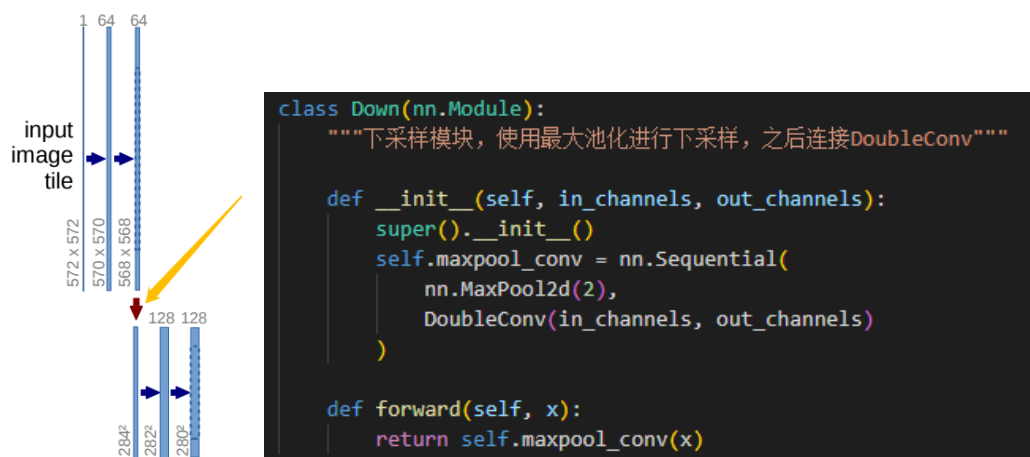 1 64 64
input
image
tile
572 x 572
570 x 570
568 x 568
128 128
284²
282²
280²
class Down(nn.Module):
"""下采样模块，使用最大池化进行下采样，之后连接DoubleConv"""
def __init__(self, in_channels, out_channels):
super().__init__()
self.maxpool_conv = nn.Sequential(
nn.MaxPool2d(2),
DoubleConv(in_channels, out_channels)
)
def forward(self, x):
return self.maxpool_conv(x)